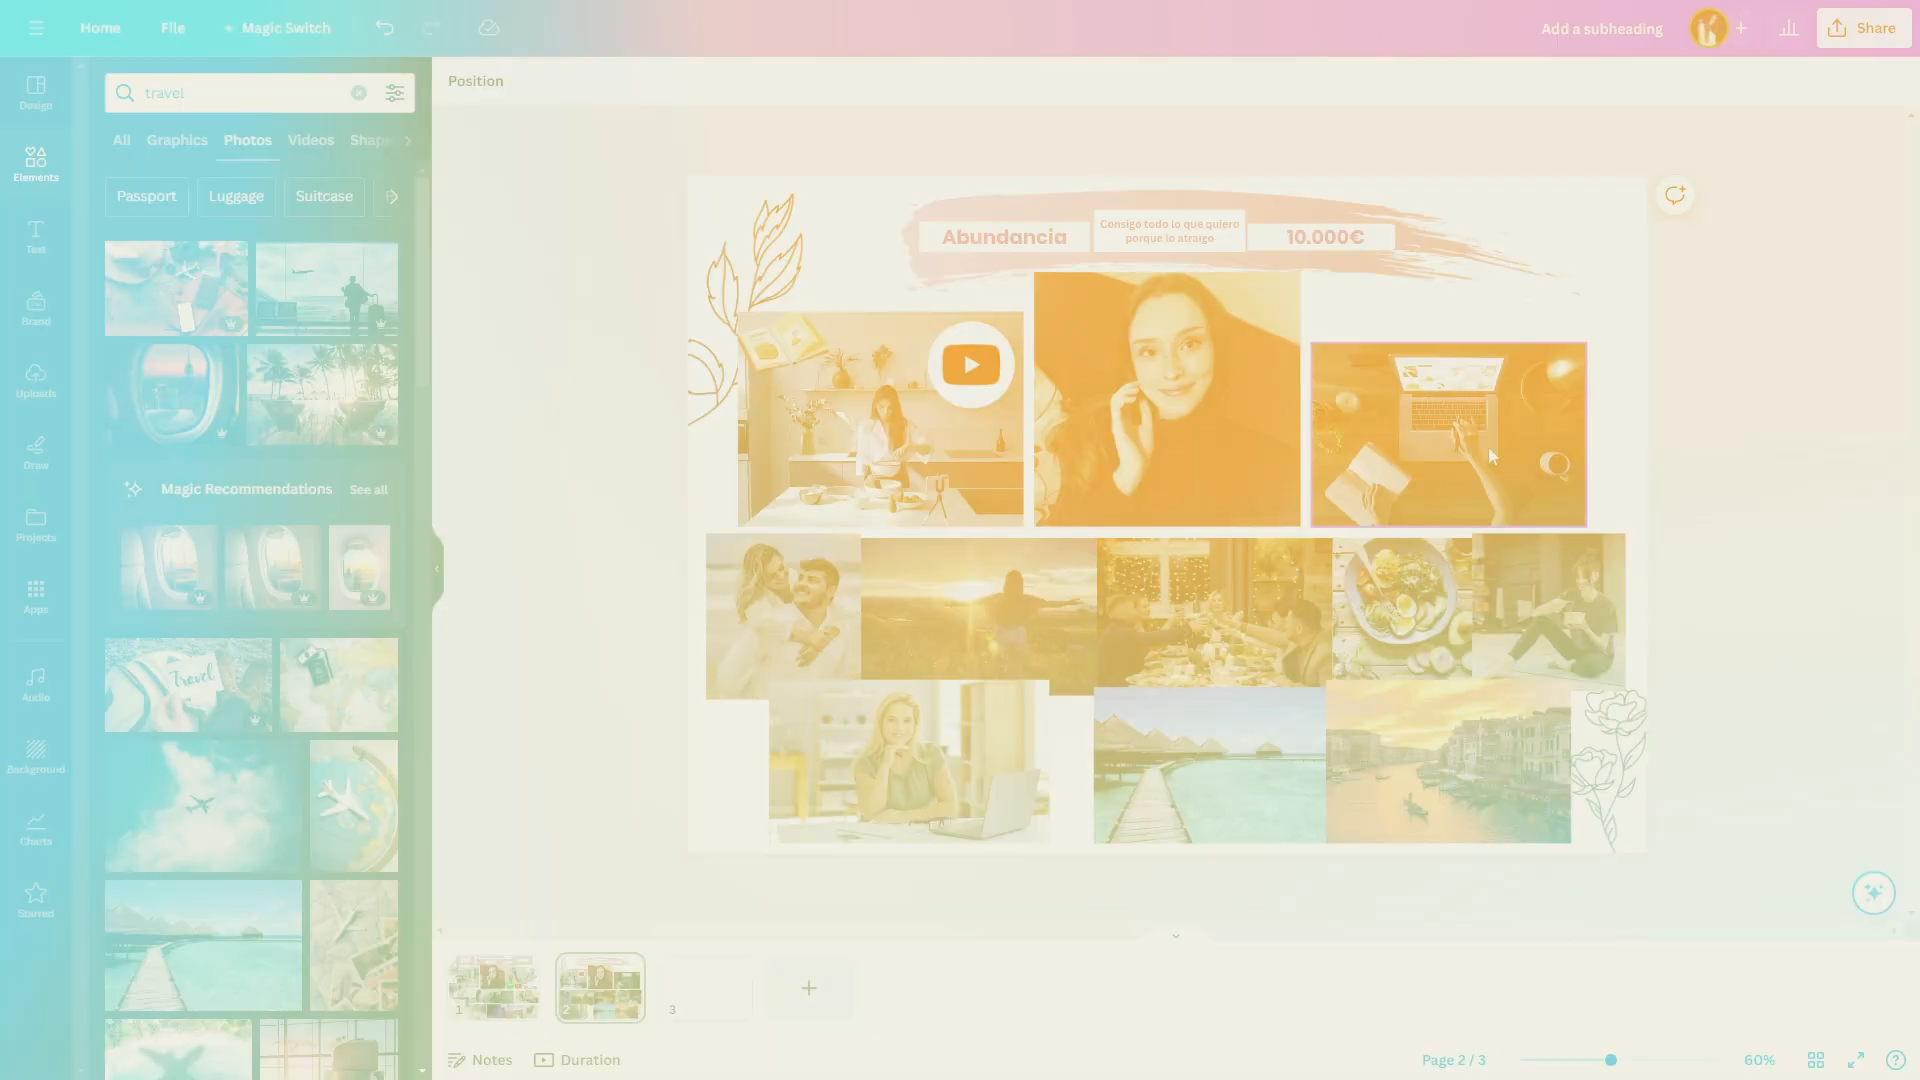 Home
File
Magic Switch
Add a subheading
Share
Design
Elements
Text
Brand
Uploads
Draw
Projects
Apps
Audio
Background
Charts
Starred
travel
All
Graphics
Photos
Videos
Passport
Luggage
Suitcase
Magic Recommendations
See all
Travel
Position
Abundancia
Consigo todo lo que quiero
porque lo atraigo
10.000€
1
2
3
Notes
Duration
Page 2 / 3
60%